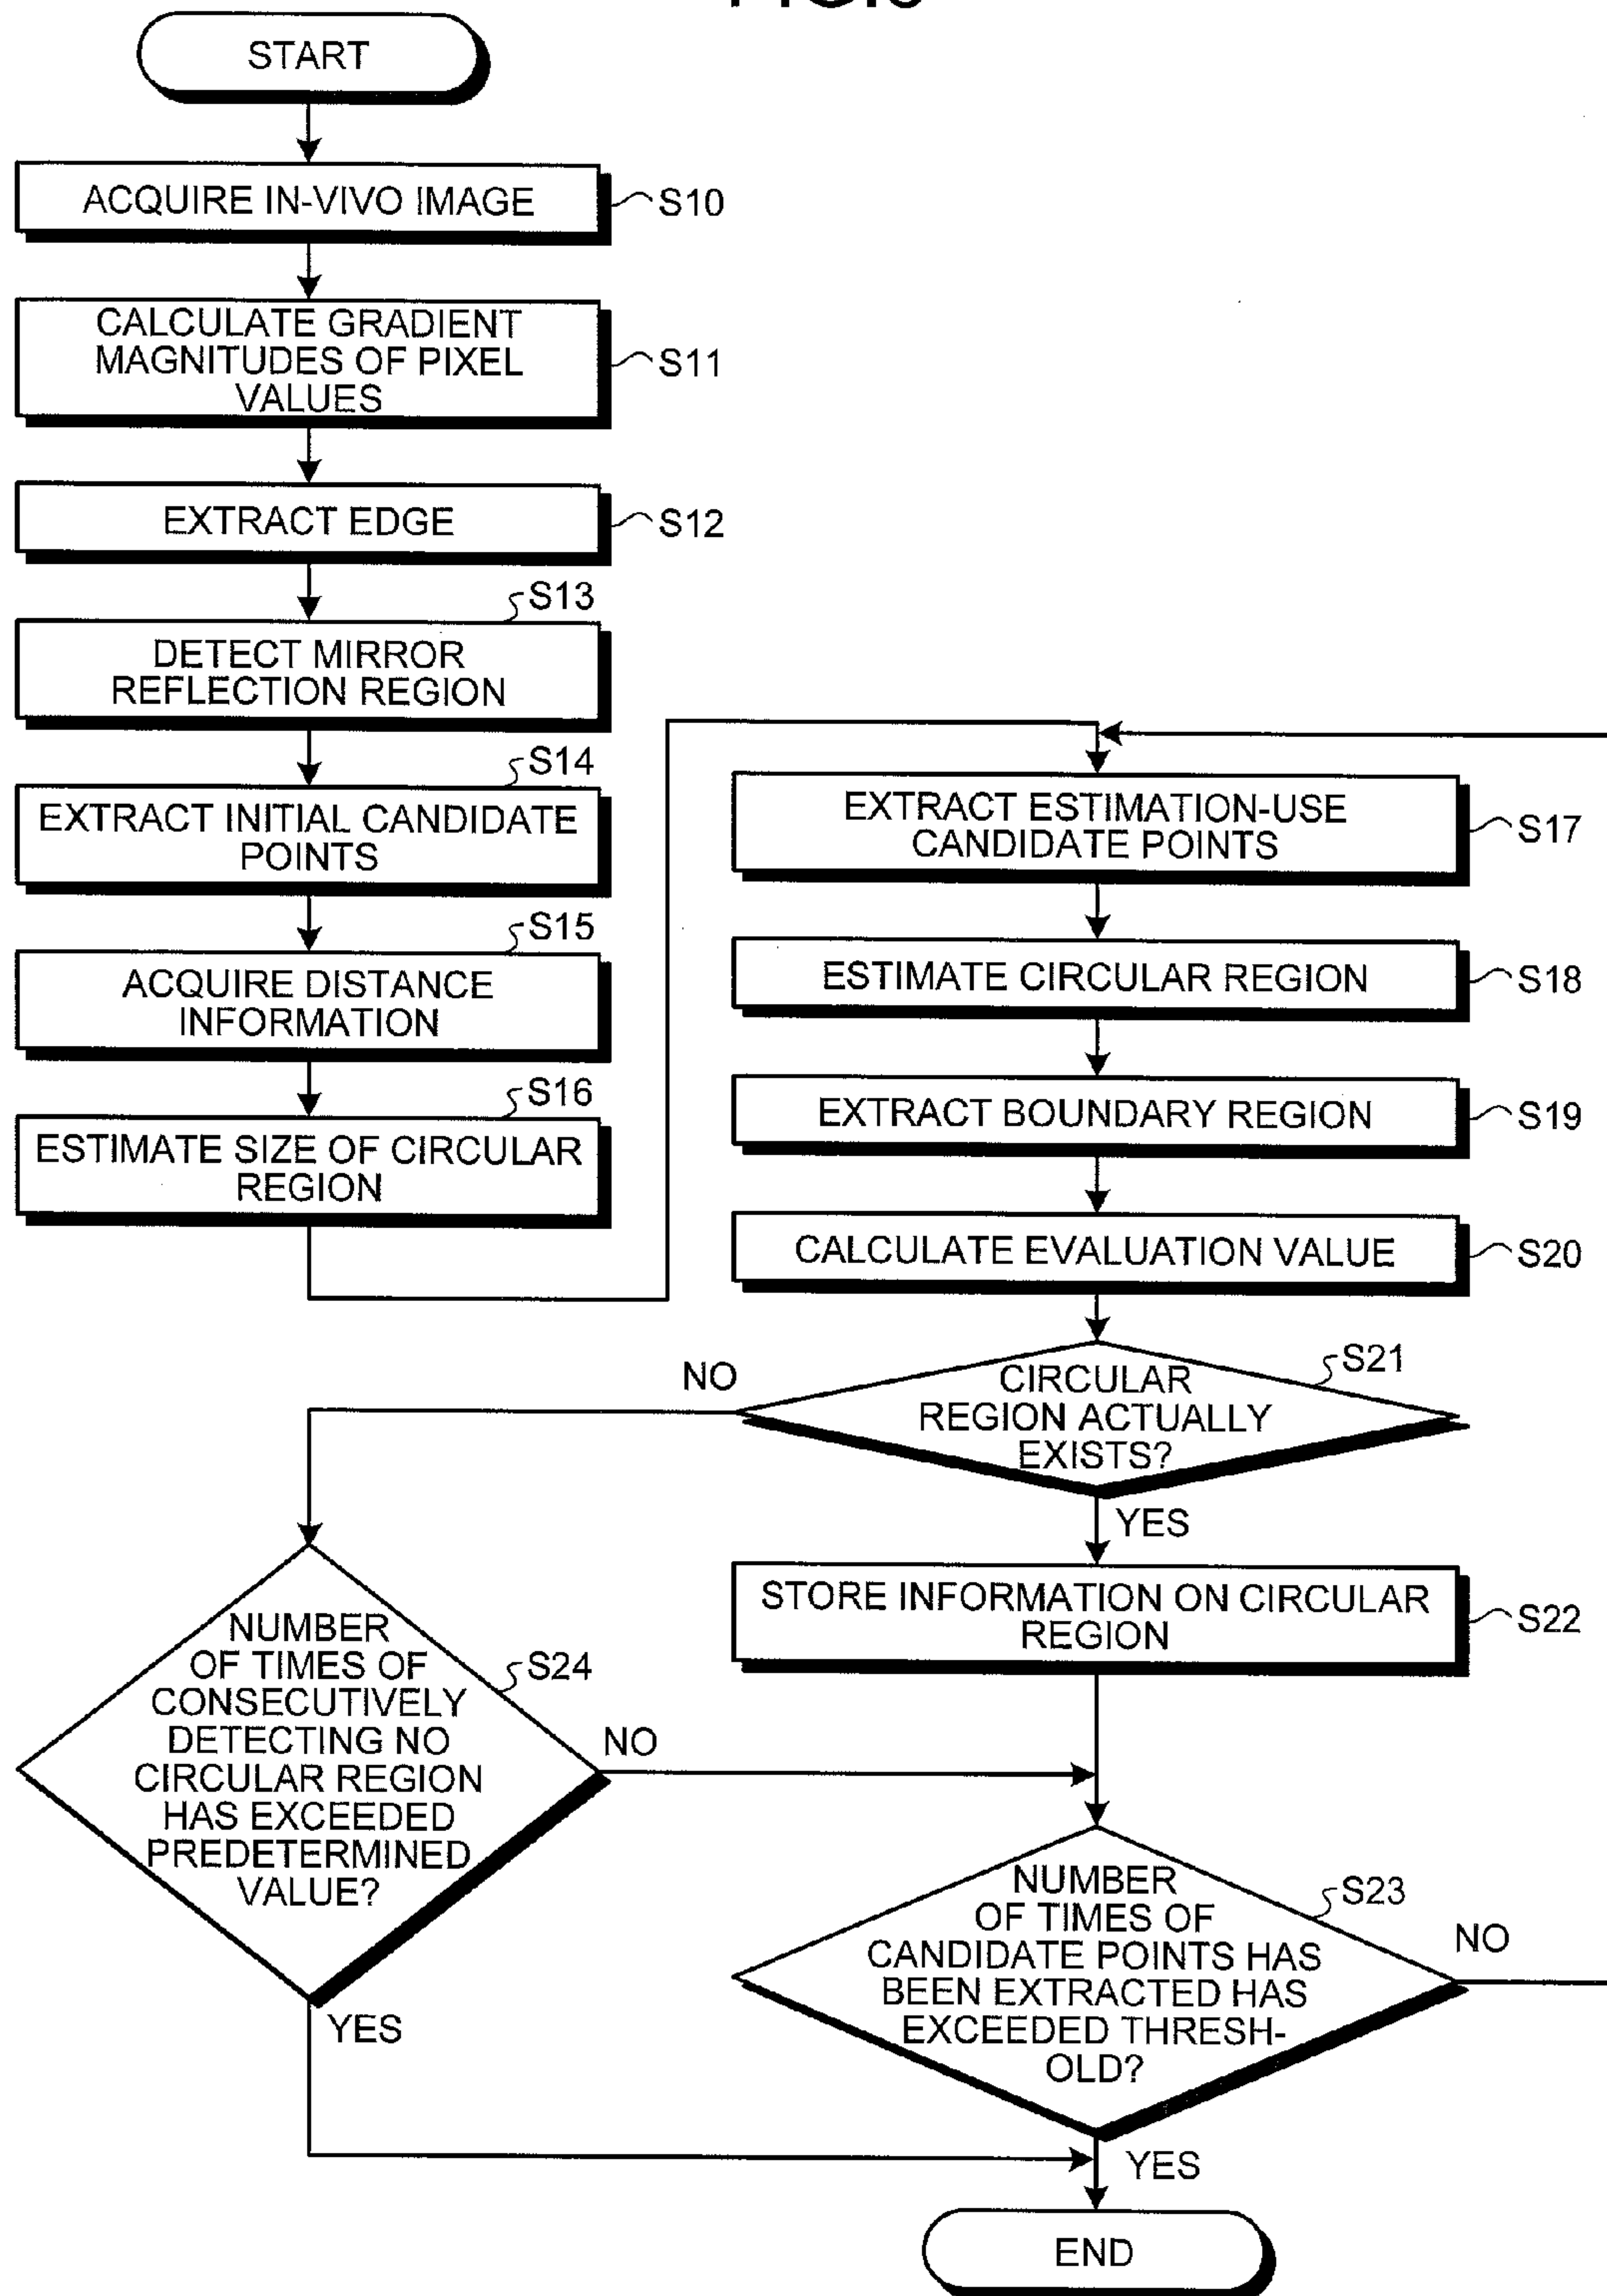 START
ACQUIRE IN-VIVO IMAGE
S10
CALCULATE GRADIENT
MAGNITUDES OF PIXEL
VALUES
S11
EXTRACT EDGE
S12
S13
DETECT MIRROR
REFLECTION REGION
S14
EXTRACT INITIAL CANDIDATE
POINTS
S15
ACQUIRE DISTANCE
INFORMATION
S16
ESTIMATE SIZE OF CIRCULAR
REGION
EXTRACT ESTIMATION-USE
CANDIDATE POINTS
S17
ESTIMATE CIRCULAR REGION
S18
EXTRACT BOUNDARY REGION
S19
CALCULATE EVALUATION VALUE
S20
S21
CIRCULAR
REGION ACTUALLY
EXISTS?
NO
YES
STORE INFORMATION ON CIRCULAR
REGION
S22
NUMBER
OF TIMES OF
CONSECUTIVELY
DETECTING NO
CIRCULAR REGION
HAS EXCEEDED
PREDETERMINED
VALUE?
S24
NO
YES
NUMBER
OF TIMES OF
CANDIDATE POINTS HAS
BEEN EXTRACTED HAS
EXCEEDED THRESH-
OLD?
S23
NO
YES
END